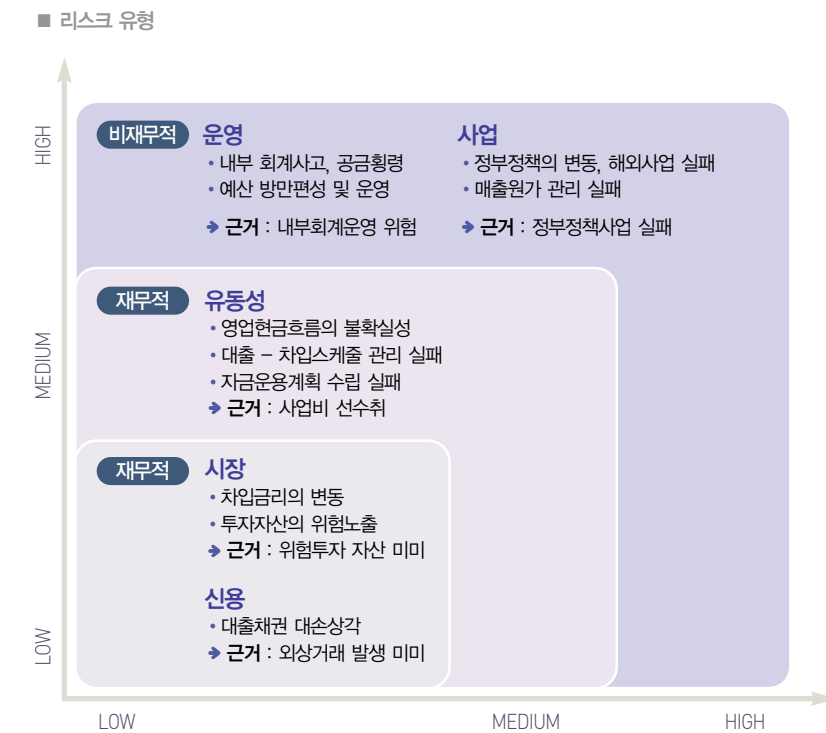 ■ 리스크 유형
HIGH
MEDIUM
LOW
비재무적
운영
• 내부 회계사고, 공금횡령
• 예산 방만편성 및 운영
➔ 근거 : 내부회계운영 위험
사업
• 정부정책의 변동, 해외사업 실패
• 매출원가 관리 실패
➔ 근거 : 정부정책사업 실패
재무적
유동성
• 영업현금흐름의 불확실성
• 대출 – 차입스케줄 관리 실패
• 자금운용계획 수립 실패
➔ 근거 : 사업비 선수취
재무적
시장
• 차입금리의 변동
• 투자자산의 위험노출
➔ 근거 : 위험투자 자산 미미
신용
• 대출채권 대손상각
➔ 근거 : 외상거래 발생 미미
LOW
MEDIUM
HIGH